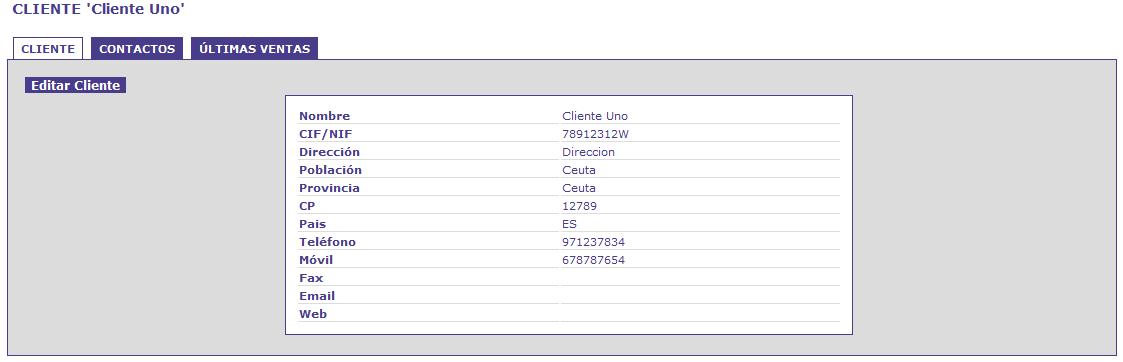 CLIENTE 'Cliente Uno'
CLIENTE CONTACTOS ÚLTIMAS VENTAS
Editar Cliente
Nombre Cliente Uno
CIF/NIF 78912312W
Dirección Direccion
Población Ceuta
Provincia Ceuta
CP 12789
Pais ES
Teléfono 971237834
Móvil 678787654
Fax
Email
Web